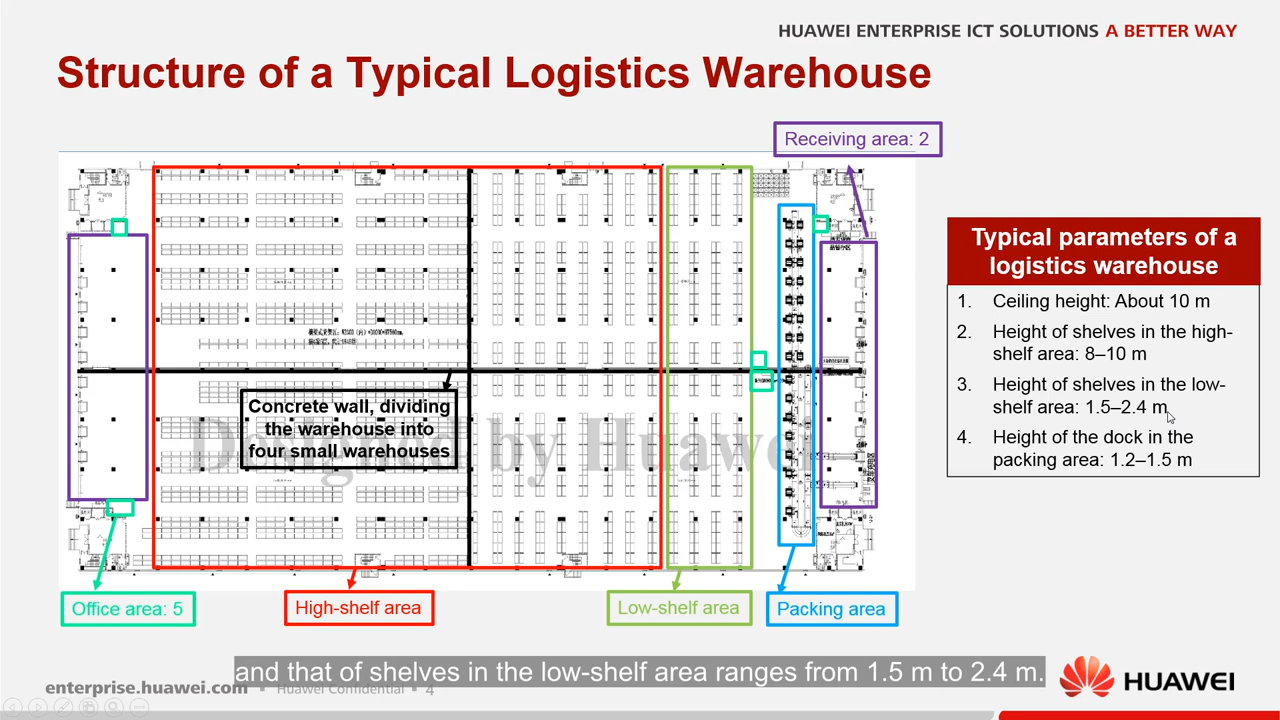 HUAWEI ENTERPRISE ICT SOLUTIONS A BETTER WAY
Structure of a Typical Logistics Warehouse
Receiving area: 2
Typical parameters of a
logistics warehouse
1. Ceiling height: About 10 m
2. Height of shelves in the high-
shelf area: 8–10 m
3. Height of shelves in the low-
shelf area: 1.5–2.4 m
4. Height of the dock in the
packing area: 1.2–1.5 m
Concrete wall, dividing
the warehouse into
four small warehouses
Designed by Huawei
Office area: 5
High-shelf area
Low-shelf area
Packing area
and that of shelves in the low-shelf area ranges from 1.5 m to 2.4 m.
enterprise.huawei.com ▪ Huawei Confidential ▪ 4
HUAWEI